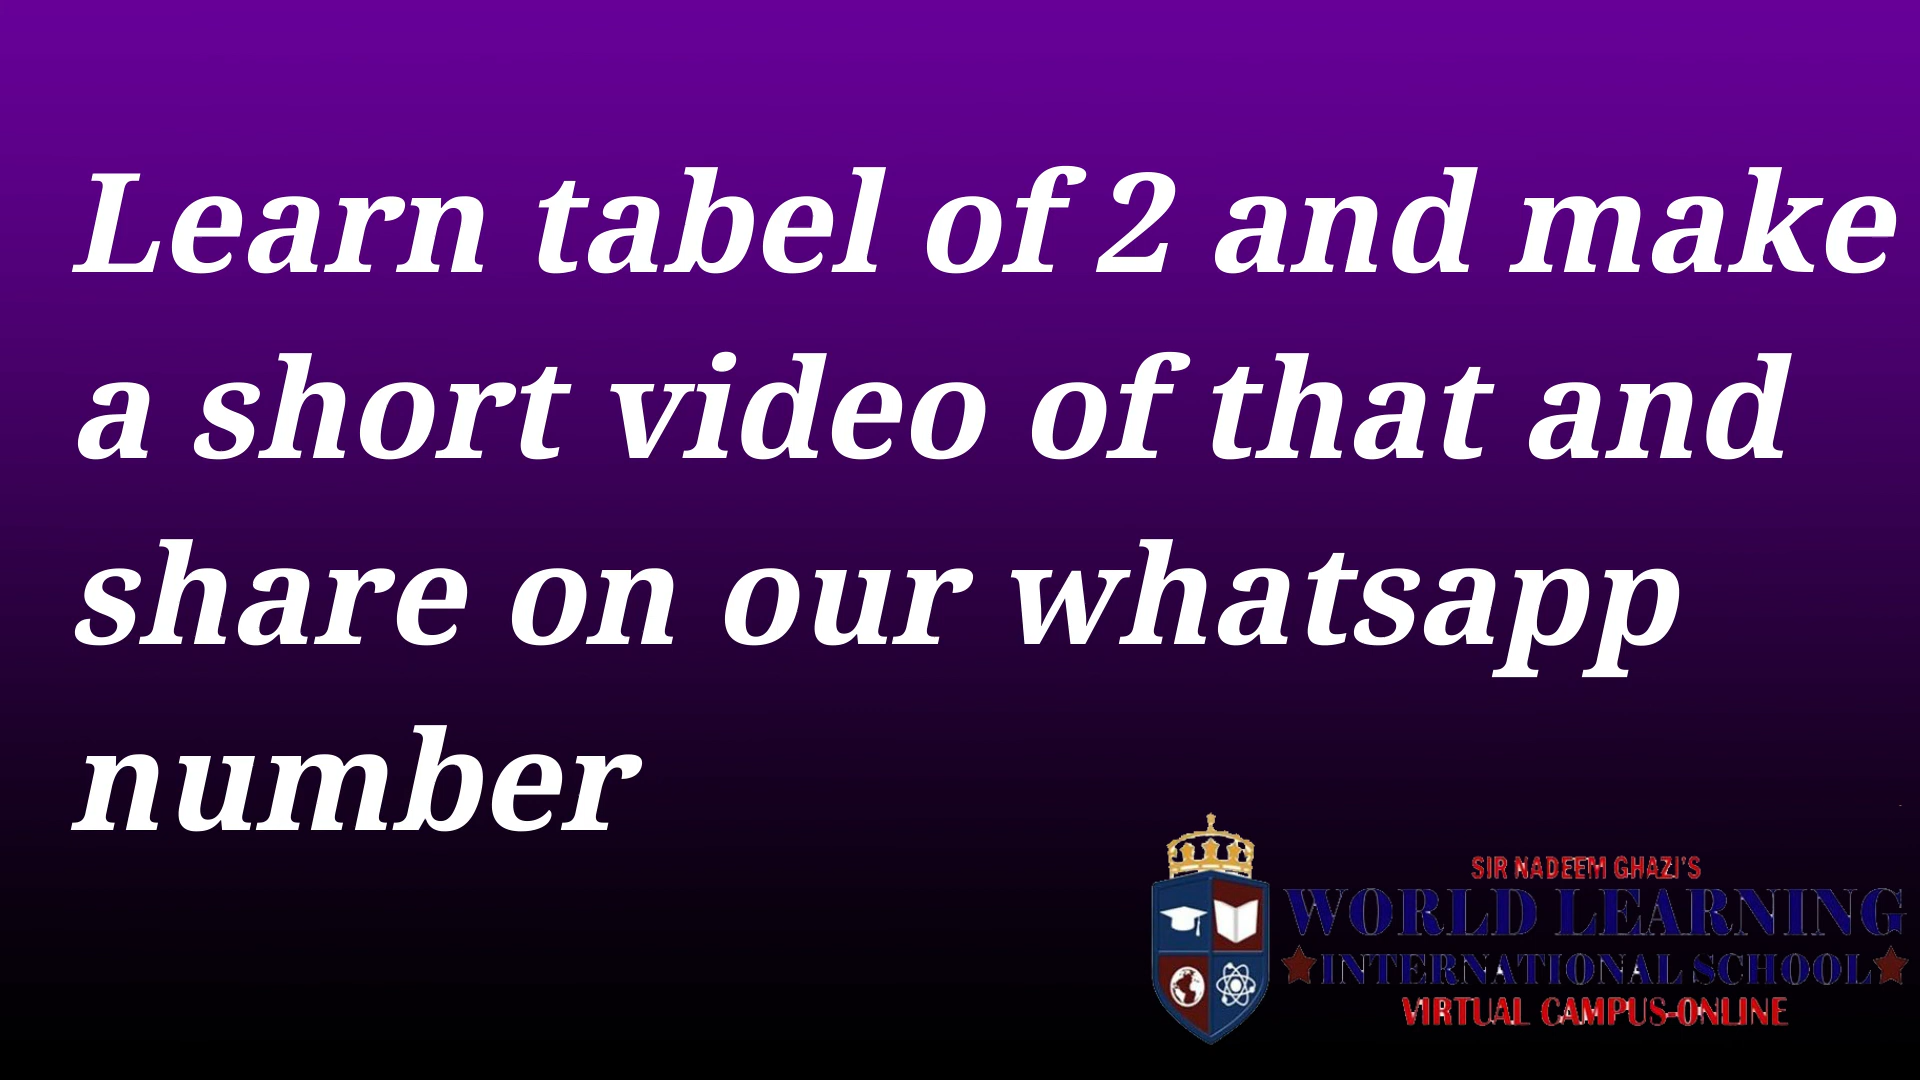 Learn tabel of 2 and make
a short video of that and
share on our whatsapp
number
SIR NADEEM GHAZI'S
WORLD LEARNING
INTERNATIONAL SCHOOL
VIRTUAL CAMPUS-ONLINE